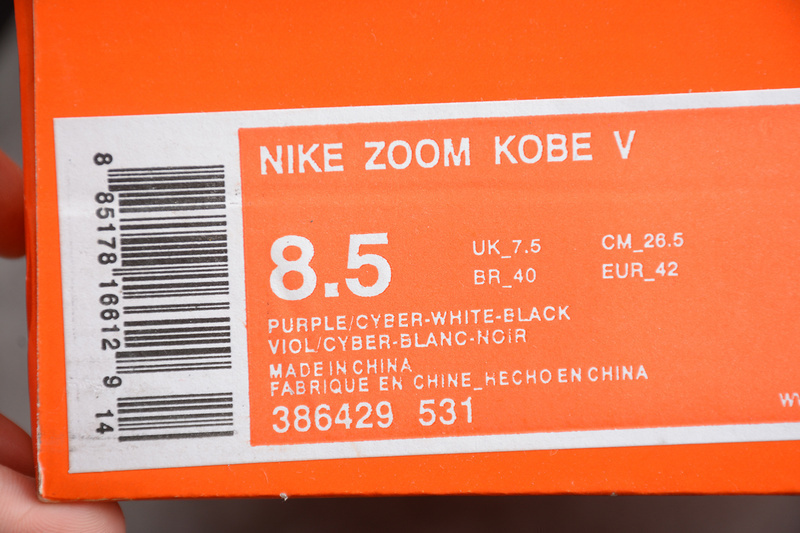 NIKE ZOOM KOBE V
8.5
UK_7.5
CM_26.5
BR_40
EUR_42
PURPLE/CYBER-WHITE-BLACK
VIOL/CYBER-BLANC-NOIR
MADE IN CHINA
FABRIQUE EN CHINE_HECHO EN CHINA
386429 531
8 85178 16612 9 14